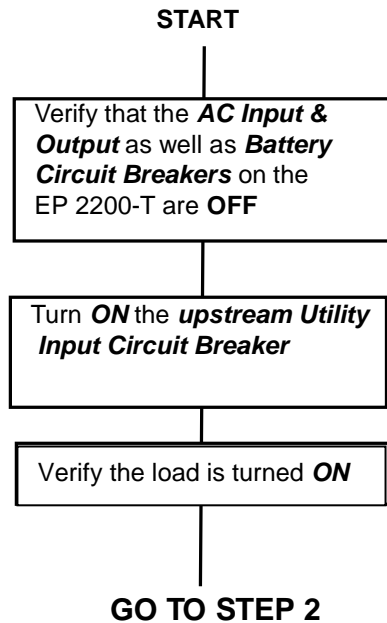 START
Verify that the AC Input &
Output as well as Battery
Circuit Breakers on the
EP 2200-T are OFF
Turn ON the upstream Utility
Input Circuit Breaker
Verify the load is turned ON
GO TO STEP 2